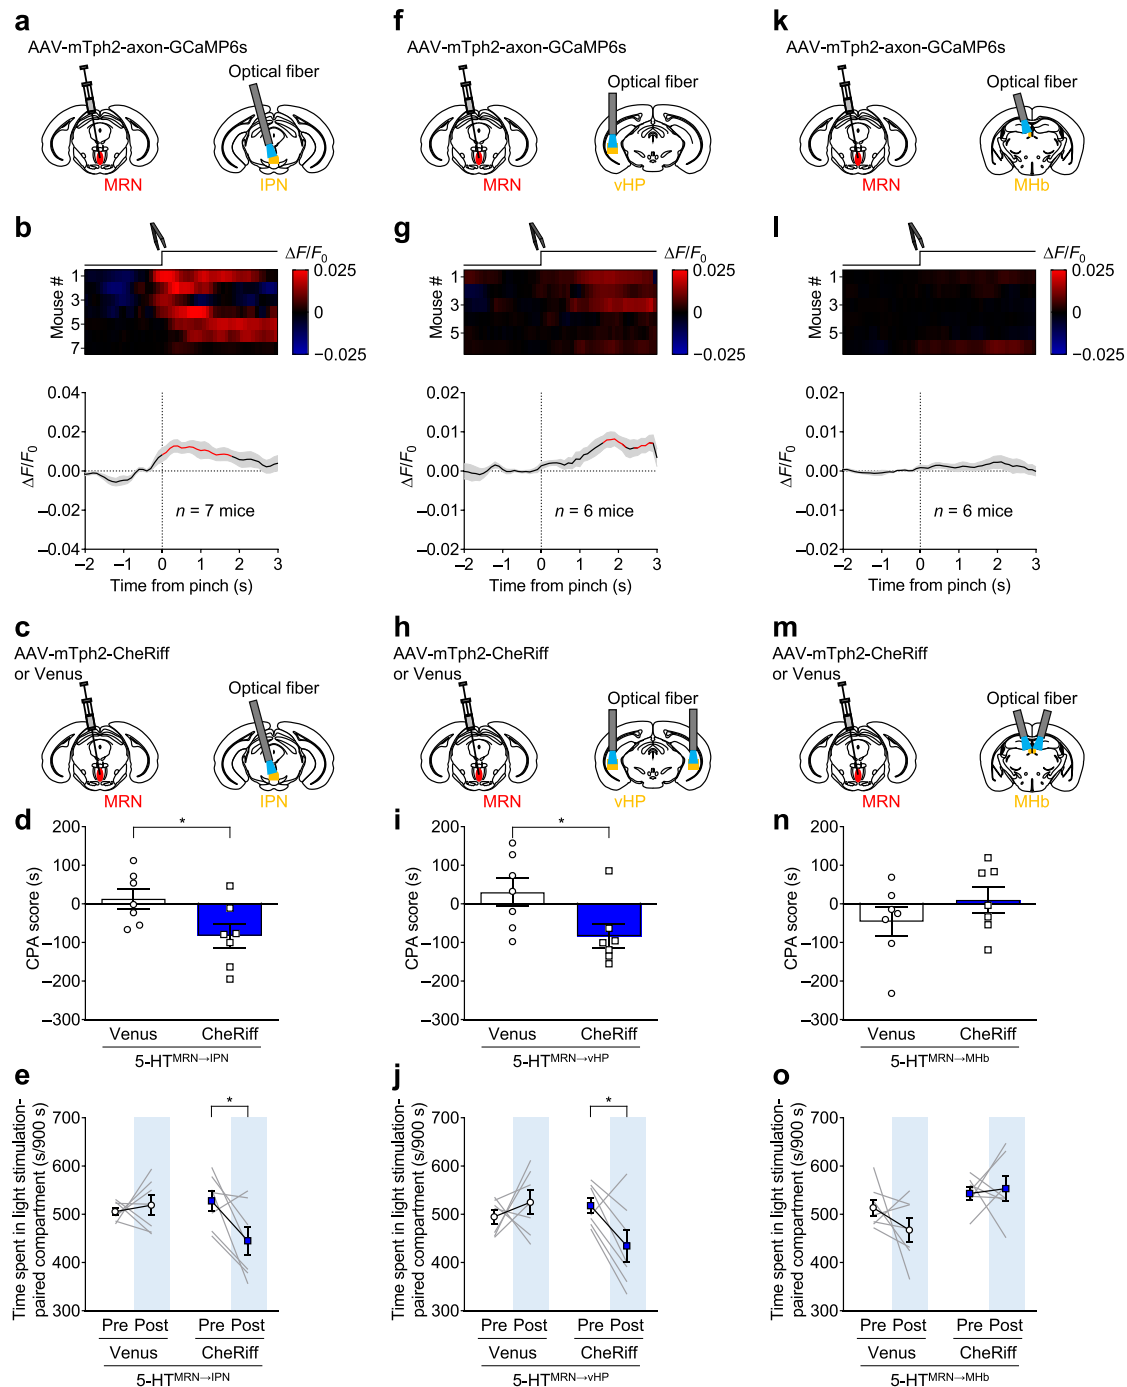 a
AAV-mTph2-axon-GCaMP6s
Optical fiber
MRN
IPN
f
AAV-mTph2-axon-GCaMP6s
Optical fiber
MRN
vHP
k
AAV-mTph2-axon-GCaMP6s
Optical fiber
MRN
MHb
b
ΔF/F0
Mouse #
1
3
5
7
0.025
0
−0.025
ΔF/F0
0.04
0.02
0.00
−0.02
−0.04
n = 7 mice
−2 −1 0 1 2 3
Time from pinch (s)
g
ΔF/F0
Mouse #
1
3
5
0.025
0
−0.025
ΔF/F0
0.02
0.01
0.00
−0.01
−0.02
n = 6 mice
−2 −1 0 1 2 3
Time from pinch (s)
l
ΔF/F0
Mouse #
1
5
0.025
0
−0.025
ΔF/F0
0.02
0.01
0.00
−0.01
−0.02
n = 6 mice
−2 −1 0 1 2 3
Time from pinch (s)
c
AAV-mTph2-CheRiff
or Venus
Optical fiber
MRN
IPN
h
AAV-mTph2-CheRiff
or Venus
Optical fiber
MRN
vHP
m
AAV-mTph2-CheRiff
or Venus
Optical fiber
MRN
MHb
d
CPA score (s)
200
100
0
−100
−200
−300
*
Venus CheRiff
5-HTMRN→IPN
i
CPA score (s)
200
100
0
−100
−200
−300
*
Venus CheRiff
5-HTMRN→vHP
n
CPA score (s)
200
100
0
−100
−200
−300
Venus CheRiff
5-HTMRN→MHb
e
Time spent in light stimulation-
paired compartment (s/900 s)
700
600
500
400
300
*
Pre Post Pre Post
Venus CheRiff
5-HTMRN→IPN
j
Time spent in light stimulation-
paired compartment (s/900 s)
700
600
500
400
300
*
Pre Post Pre Post
Venus CheRiff
5-HTMRN→vHP
o
Time spent in light stimulation-
paired compartment (s/900 s)
700
600
500
400
300
Pre Post Pre Post
Venus CheRiff
5-HTMRN→MHb